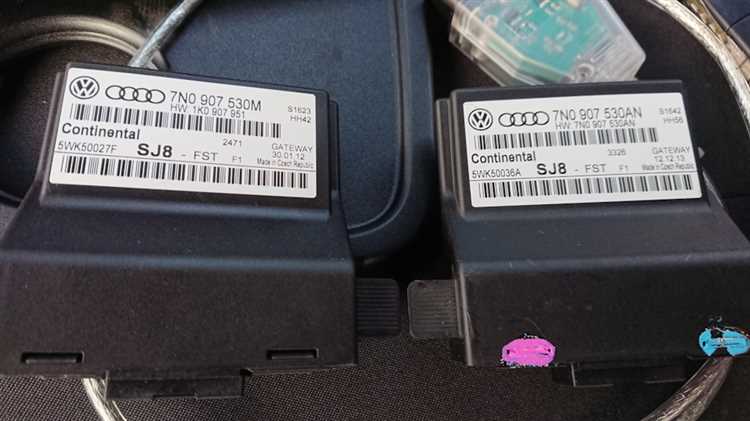 7N0 907 530M
HW: 1K0 907 951
S1623
HH42
Continental
2471
GATEWAY
30.01.12
5WK50027F
SJ8 - FST F1
Made in Czech Republic
7N0 907 530AN
HW: 7N0 907 530AN
S1642
HH56
Continental
3326
GATEWAY
12.12.13
5WK50036A
SJ8 - FST F1
Made in Czech Republic